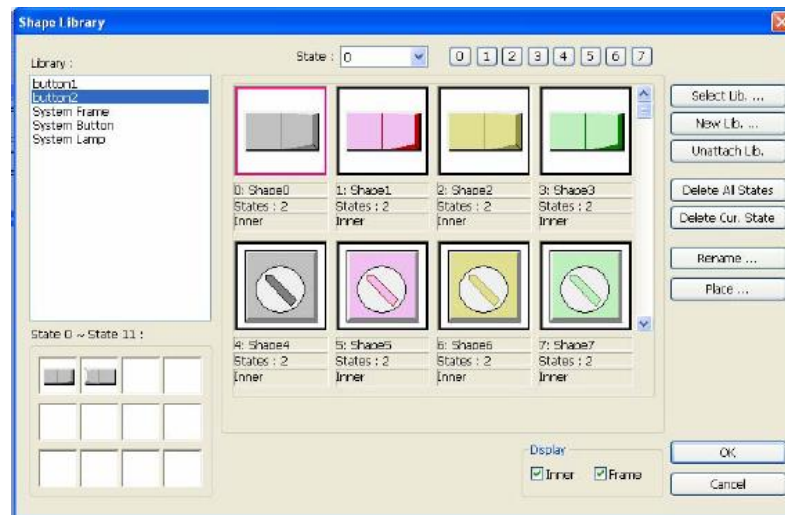 Shape Library
Library :
State : 0
0 1 2 3 4 5 6 7
button1
button2
System Frame
System Button
System Lamp
0: Shape0
States : 2
Inner
1: Shape1
States : 2
Inner
2: Shape2
States : 2
Inner
3: Shape3
States : 2
Inner
4: Shape4
States : 2
Inner
5: Shape5
States : 2
Inner
6: Shape6
States : 2
Inner
7: Shape7
States : 2
Inner
Select Lib. ...
New Lib. ...
Unattach Lib.
Delete All States
Delete Cur. State
Rename ...
Place ...
State 0 ~ State 11 :
Display
Inner
Frame
OK
Cancel